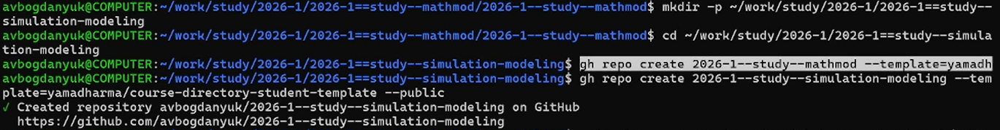 avbogdanyuk@COMPUTER:~/work/study/2026-1/2026-1==study--mathmod/2026-1--study--mathmod$ mkdir -p ~/work/study/2026-1/2026-1==study--
simulation-modeling
avbogdanyuk@COMPUTER:~/work/study/2026-1/2026-1==study--mathmod/2026-1--study--mathmod$ cd ~/work/study/2026-1/2026-1==study--simula
tion-modeling
avbogdanyuk@COMPUTER:~/work/study/2026-1/2026-1==study--simulation-modeling$ gh repo create 2026-1--study--mathmod --template=yamadh
avbogdanyuk@COMPUTER:~/work/study/2026-1/2026-1==study--simulation-modeling$ gh repo create 2026-1--study--simulation-modeling --tem
plate=yamadharma/course-directory-student-template --public
✓ Created repository avbogdanyuk/2026-1--study--simulation-modeling on GitHub
https://github.com/avbogdanyuk/2026-1--study--simulation-modeling